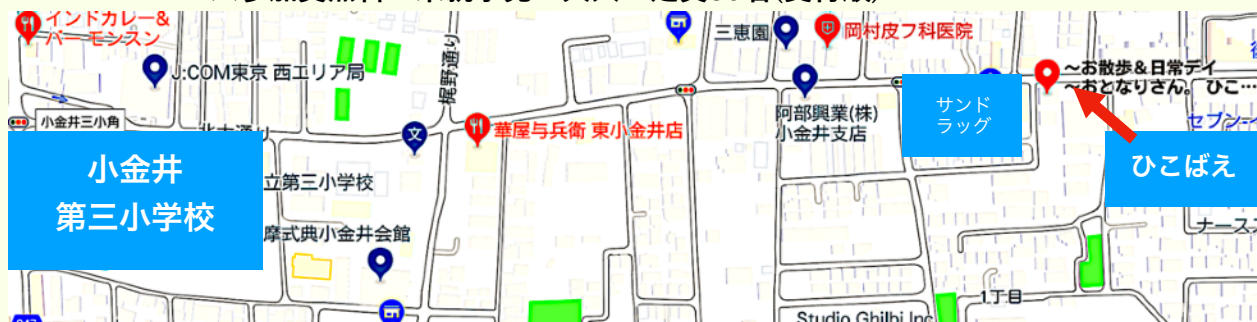 インドカレー&
バーモンスン
J:COM東京 西エリア局
梶野通り
三恵園
岡村皮フ科医院
～お散歩&日常デイ
～おとなりさん。 ひこ…
小金井三小角
北大通り
華屋与兵衛 東小金井店
阿部興業(株)
小金井支店
サンド
ラッグ
セブン-イ
ひこばえ
小金井
第三小学校
立第三小学校
文
摩式典小金井会館
ナースス
1丁目
Studio Ghibli Inc